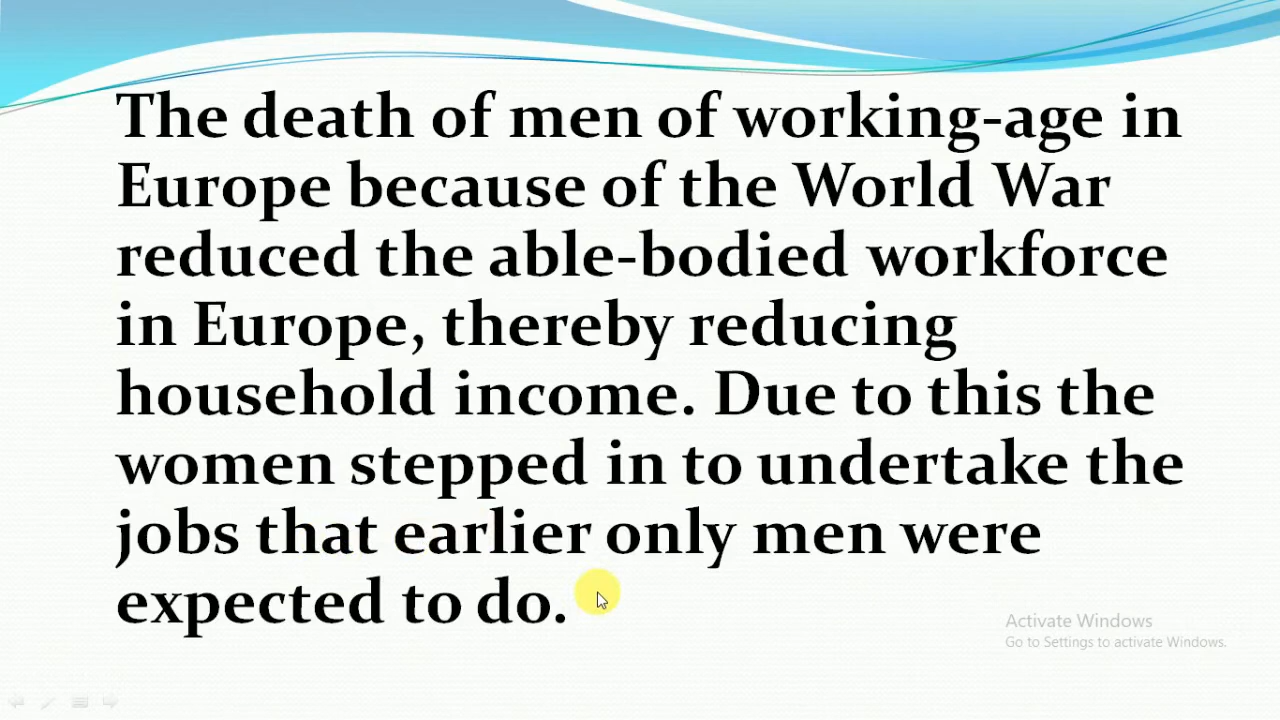 The death of men of working-age in
Europe because of the World War
reduced the able-bodied workforce
in Europe, thereby reducing
household income. Due to this the
women stepped in to undertake the
jobs that earlier only men were
expected to do.
Activate Windows
Go to Settings to activate Windows.